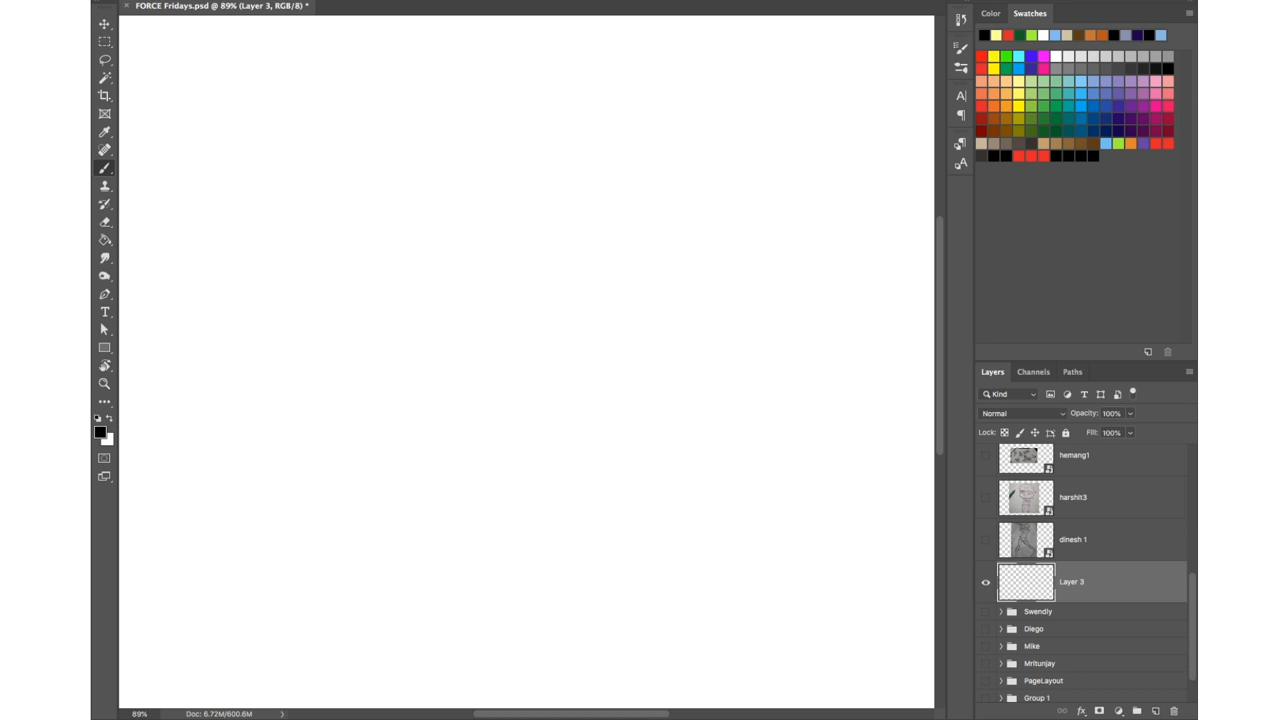 × FORCE Fridays.psd @ 89% (Layer 3, RGB/8) *
Color Swatches
Layers Channels Paths
Kind
Normal Opacity: 100%
Lock: Fill: 100%
hemang1
harshit3
dinesh 1
Layer 3
Swendly
Diego
Mike
Mritunjay
PageLayout
Group 1
89% Doc: 6.72M/600.6M